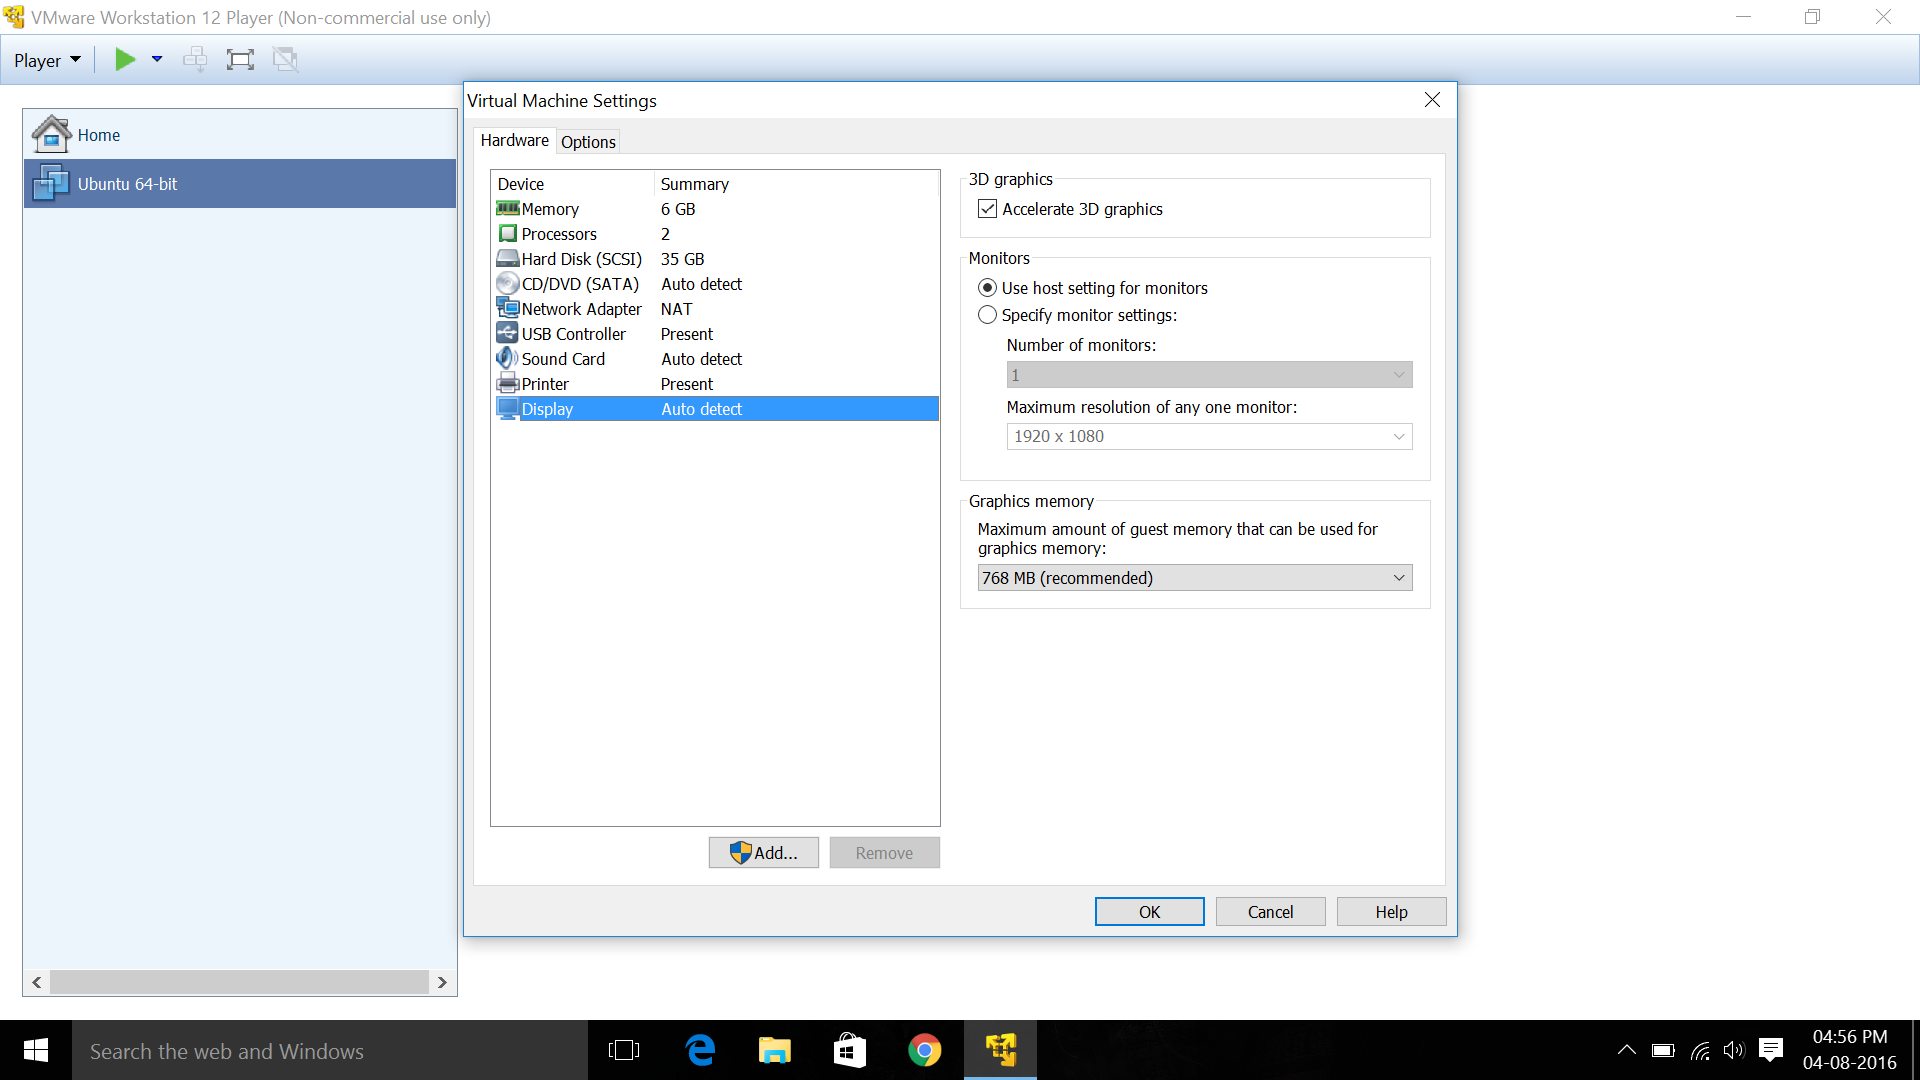 VMware Workstation 12 Player (Non-commercial use only)
Player
Home
Ubuntu 64-bit
Virtual Machine Settings
Hardware
Options
Device Summary
Memory 6 GB
Processors 2
Hard Disk (SCSI) 35 GB
CD/DVD (SATA) Auto detect
Network Adapter NAT
USB Controller Present
Sound Card Auto detect
Printer Present
Display Auto detect
Add...
Remove
3D graphics
Accelerate 3D graphics
Monitors
Use host setting for monitors
Specify monitor settings:
Number of monitors:
1
Maximum resolution of any one monitor:
1920 x 1080
Graphics memory
Maximum amount of guest memory that can be used for
graphics memory:
768 MB (recommended)
OK
Cancel
Help
Search the web and Windows
04:56 PM
04-08-2016